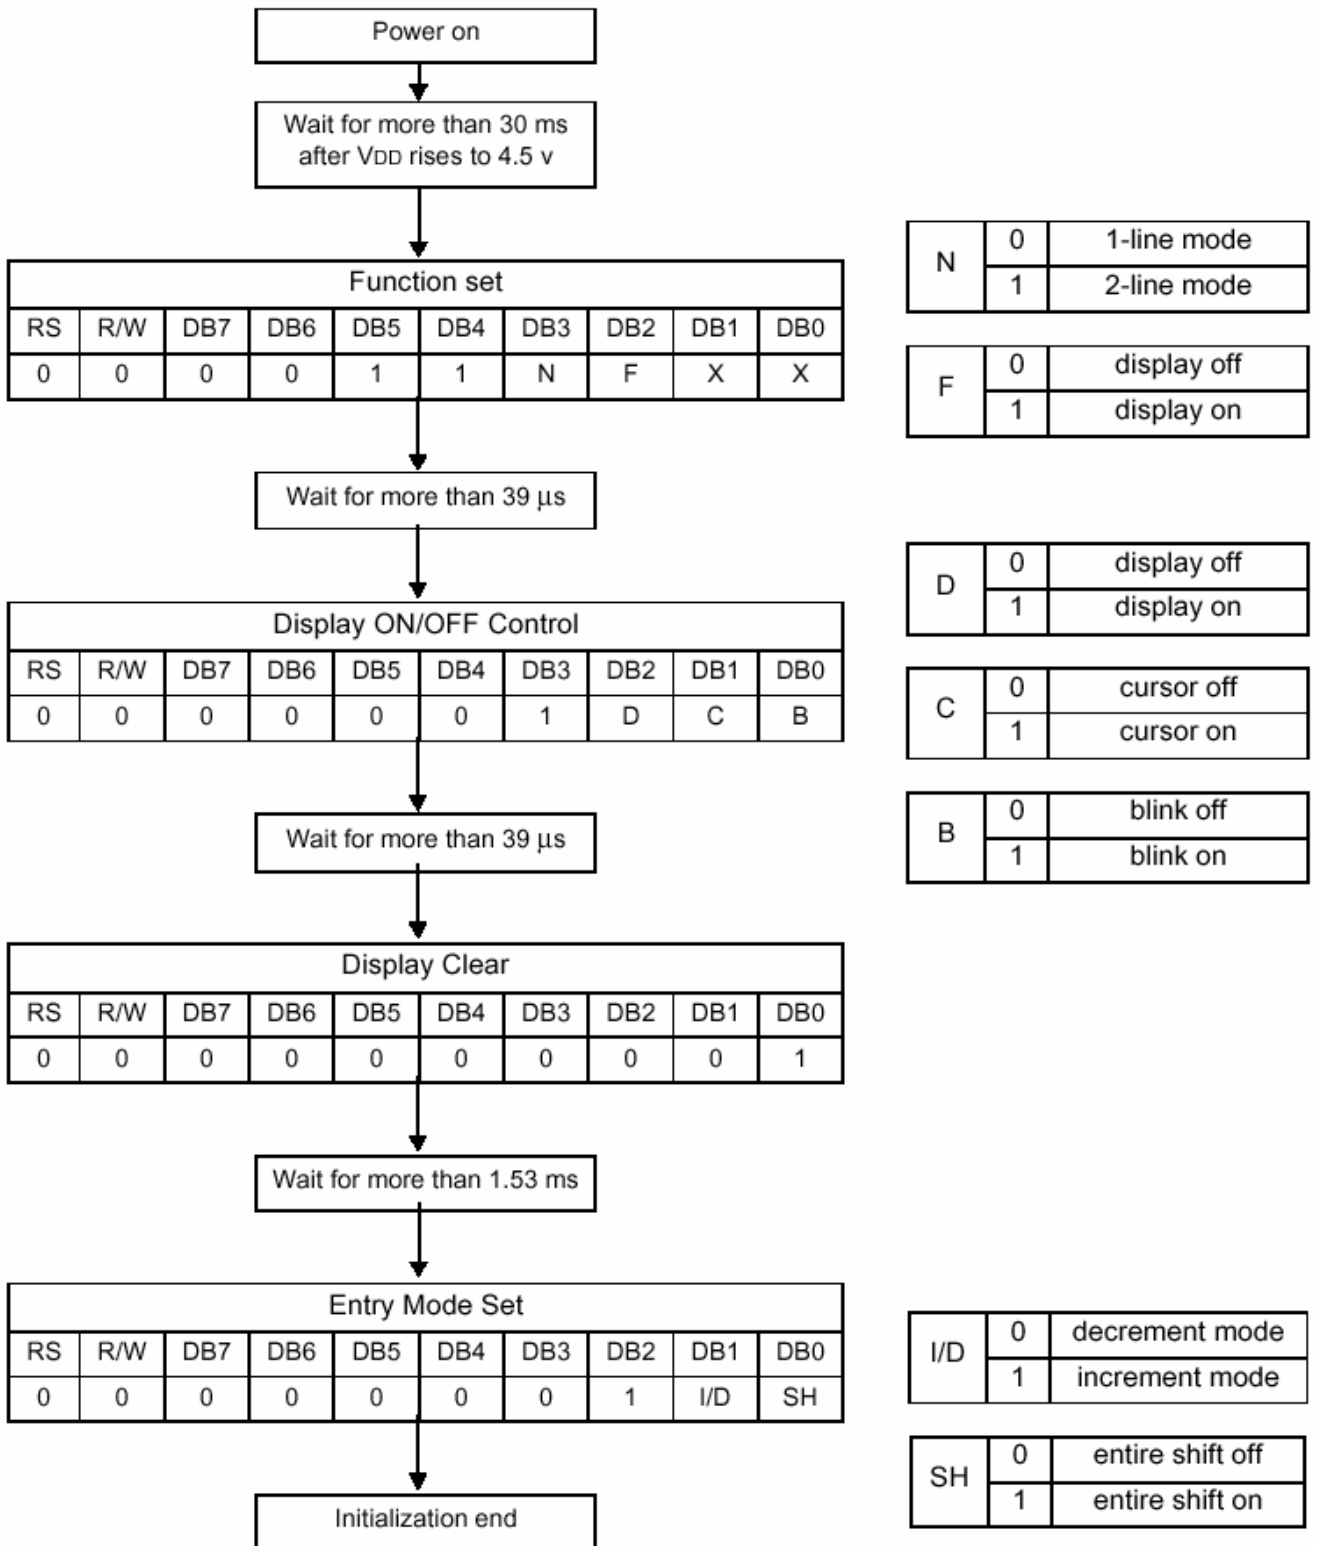 Power on
Wait for more than 30 ms
after VDD rises to 4.5 v
Function set
RS R/W DB7 DB6 DB5 DB4 DB3 DB2 DB1 DB0
0 0 0 0 1 1 N F X X
N 0 1-line mode
1 2-line mode
F 0 display off
1 display on
Wait for more than 39 μs
Display ON/OFF Control
RS R/W DB7 DB6 DB5 DB4 DB3 DB2 DB1 DB0
0 0 0 0 0 0 1 D C B
D 0 display off
1 display on
C 0 cursor off
1 cursor on
B 0 blink off
1 blink on
Wait for more than 39 μs
Display Clear
RS R/W DB7 DB6 DB5 DB4 DB3 DB2 DB1 DB0
0 0 0 0 0 0 0 0 0 1
Wait for more than 1.53 ms
Entry Mode Set
RS R/W DB7 DB6 DB5 DB4 DB3 DB2 DB1 DB0
0 0 0 0 0 0 0 1 I/D SH
I/D 0 decrement mode
1 increment mode
SH 0 entire shift off
1 entire shift on
Initialization end